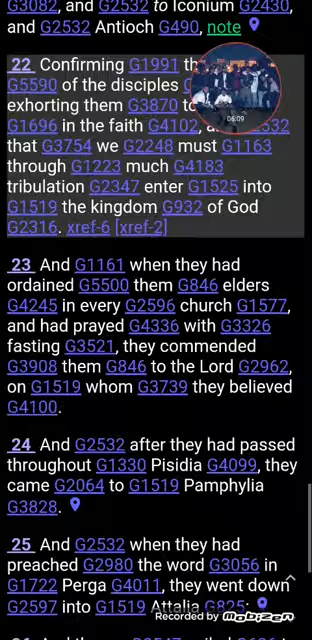 G3082, and G2532 to Iconium G2430,
and G2532 Antioch G490, note
22 Confirming G1991 th
G5590 of the disciples
exhorting them G3870 to
G1696 in the faith G4102, a 2532
that G3754 we G2248 must G1163
through G1223 much G4183
tribulation G2347 enter G1525 into
G1519 the kingdom G932 of God
G2316. xref-6 [xref-2]
06:09
23 And G1161 when they had
ordained G5500 them G846 elders
G4245 in every G2596 church G1577,
and had prayed G4336 with G3326
fasting G3521, they commended
G3908 them G846 to the Lord G2962,
on G1519 whom G3739 they believed
G4100.
24 And G2532 after they had passed
throughout G1330 Pisidia G4099, they
came G2064 to G1519 Pamphylia
G3828.
25 And G2532 when they had
preached G2980 the word G3056 in
G1722 Perga G4011, they went down
G2597 into G1519 Attalia G825:
Recorded by MOBIZEN